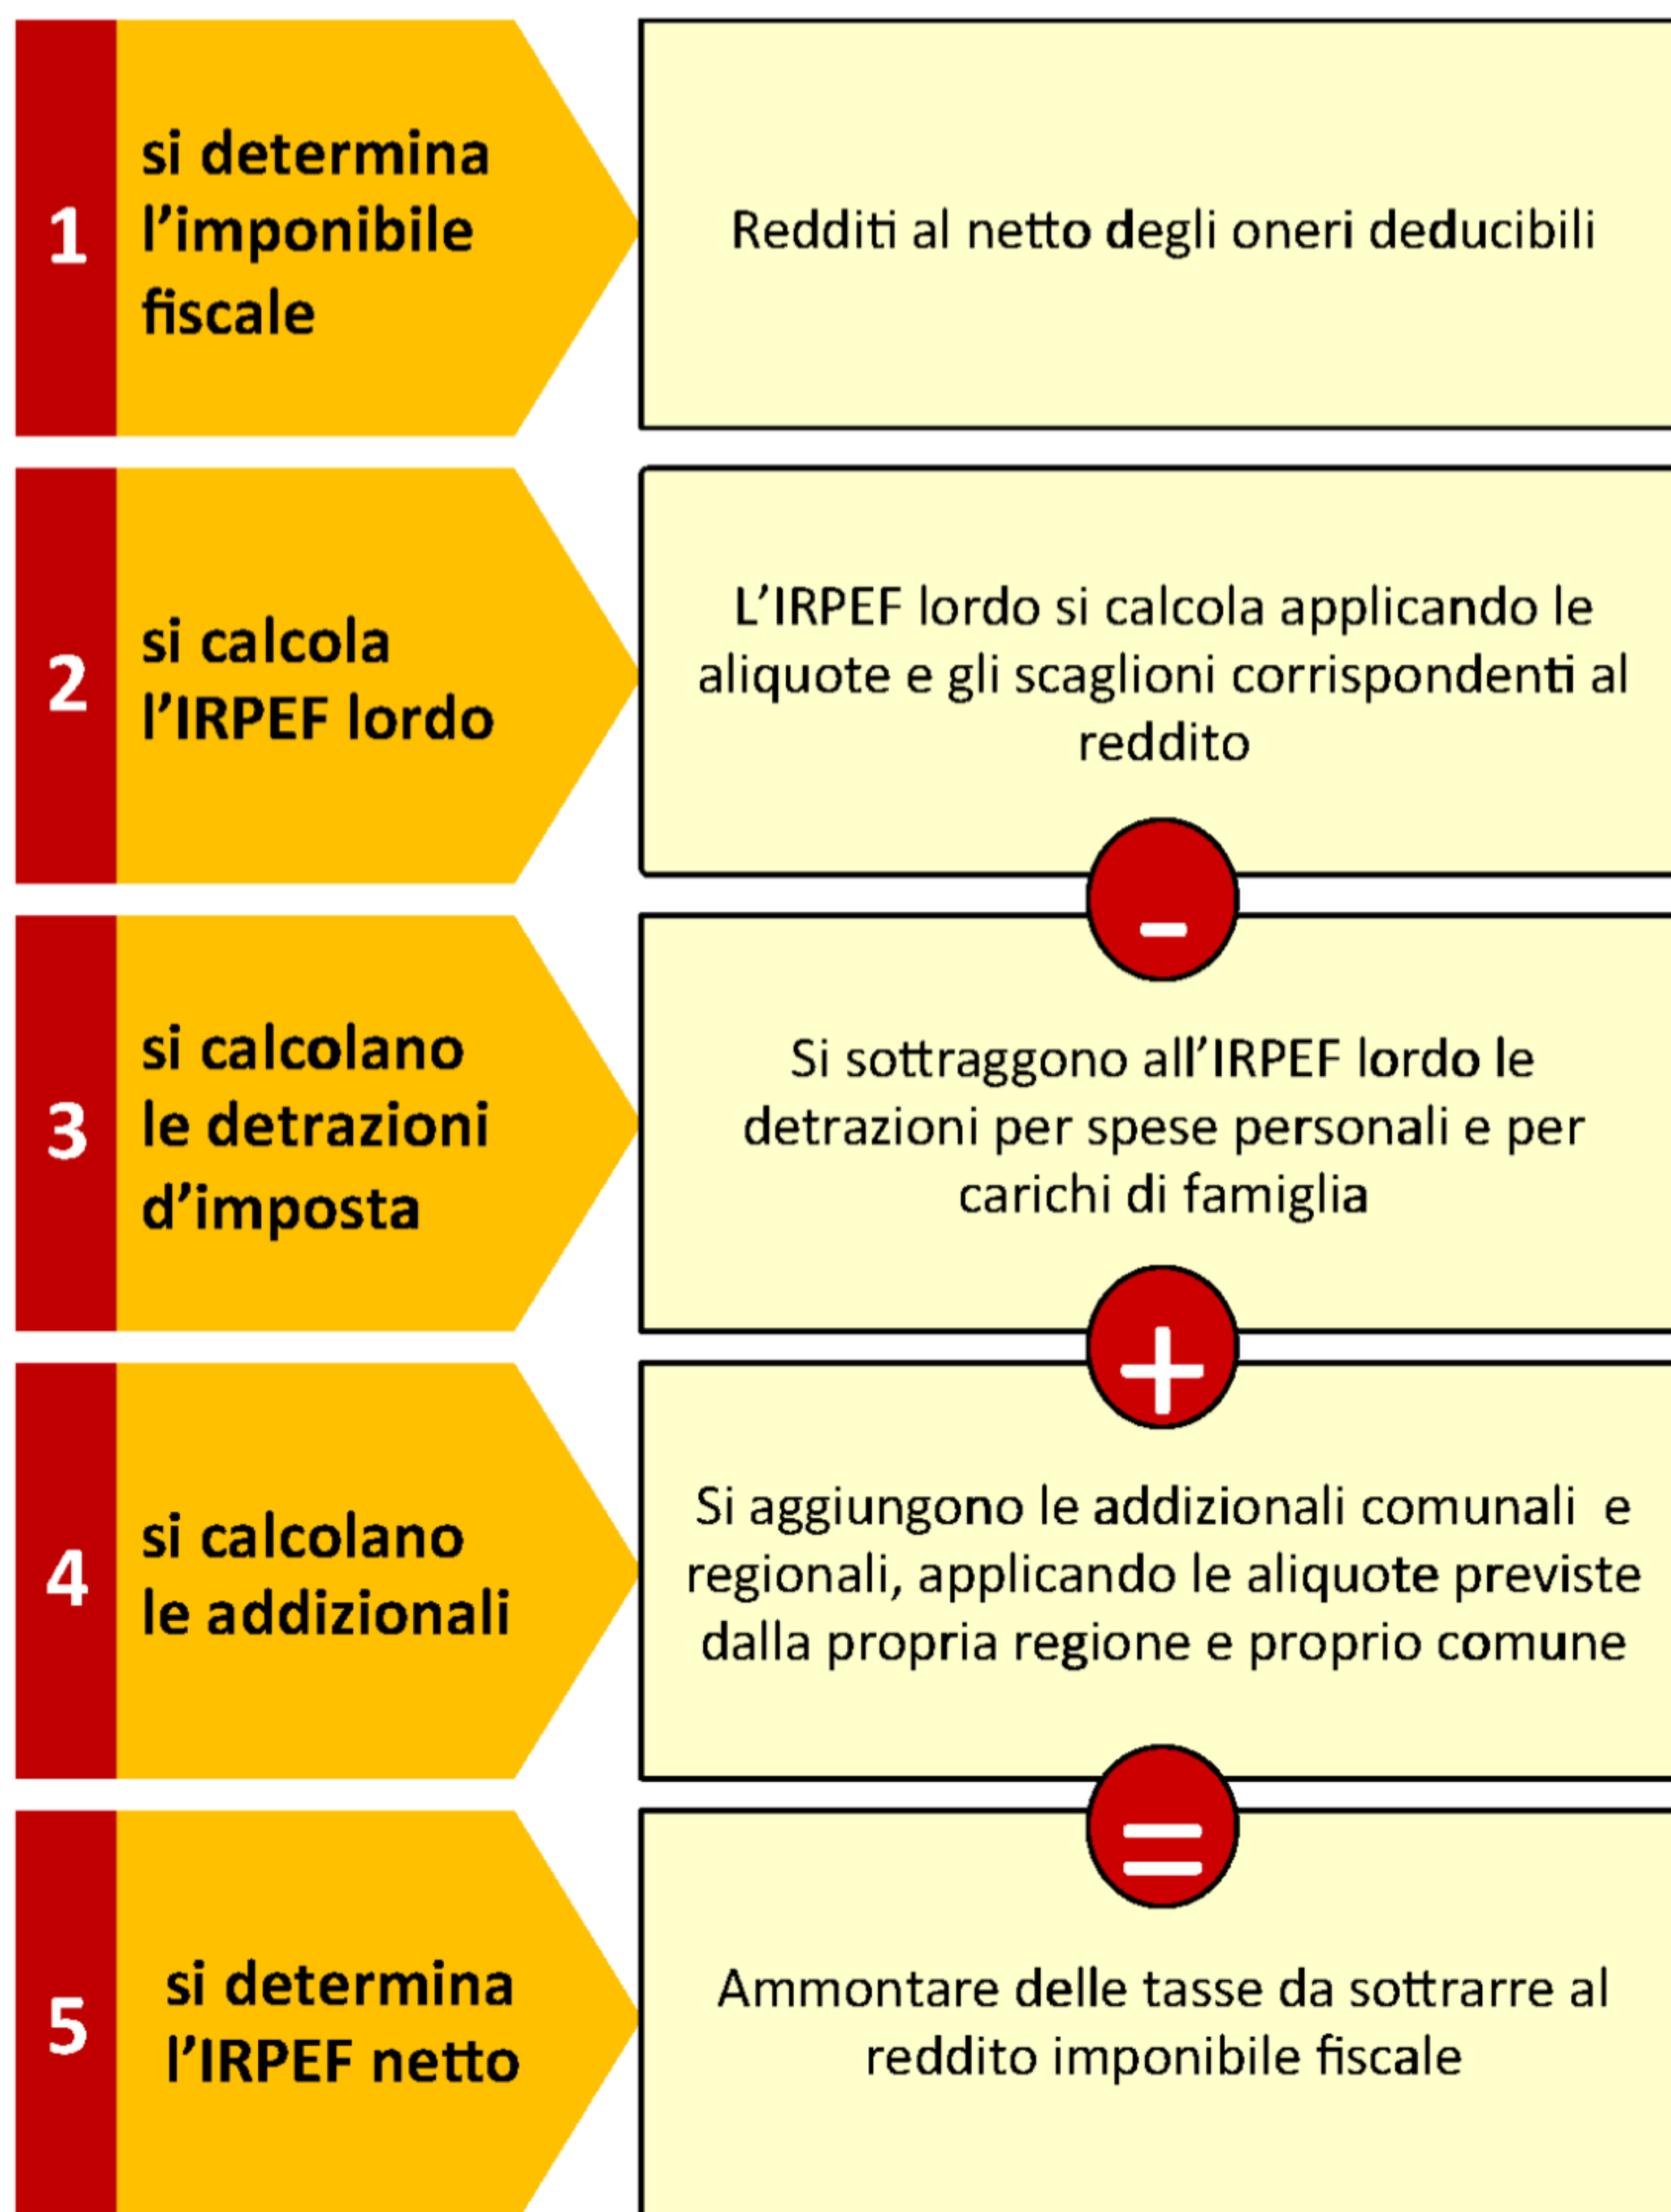 1
si determina
l’imponibile
fiscale
Redditi al netto degli oneri deducibili
2
si calcola
l’IRPEF lordo
L’IRPEF lordo si calcola applicando le
aliquote e gli scaglioni corrispondenti al
reddito
-
3
si calcolano
le detrazioni
d’imposta
Si sottraggono all’IRPEF lordo le
detrazioni per spese personali e per
carichi di famiglia
+
4
si calcolano
le addizionali
Si aggiungono le addizionali comunali e
regionali, applicando le aliquote previste
dalla propria regione e proprio comune
=
5
si determina
l’IRPEF netto
Ammontare delle tasse da sottrarre al
reddito imponibile fiscale